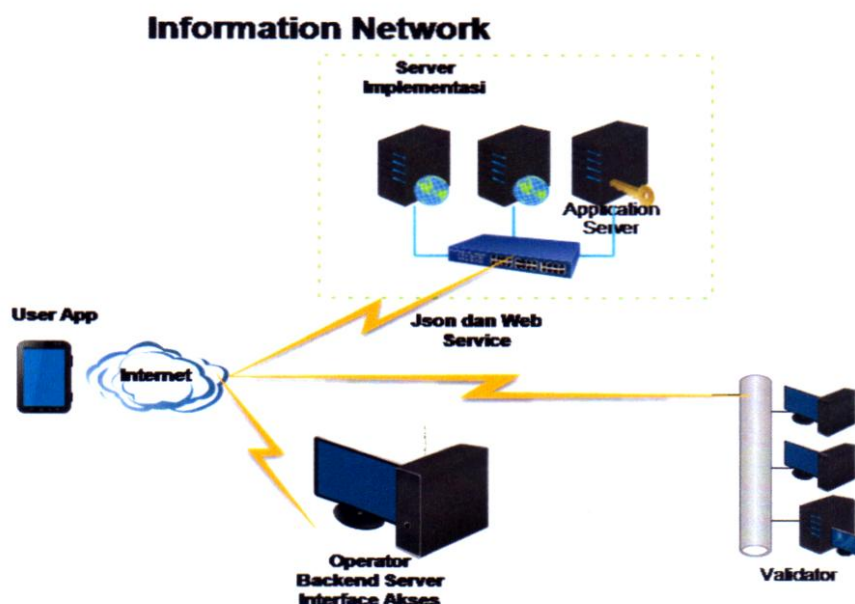 Information Network
Server
Implementasi
Application
Server
User App
Json dan Web
Service
Internet
Operator
Backend Server
Interface Akses
Validator